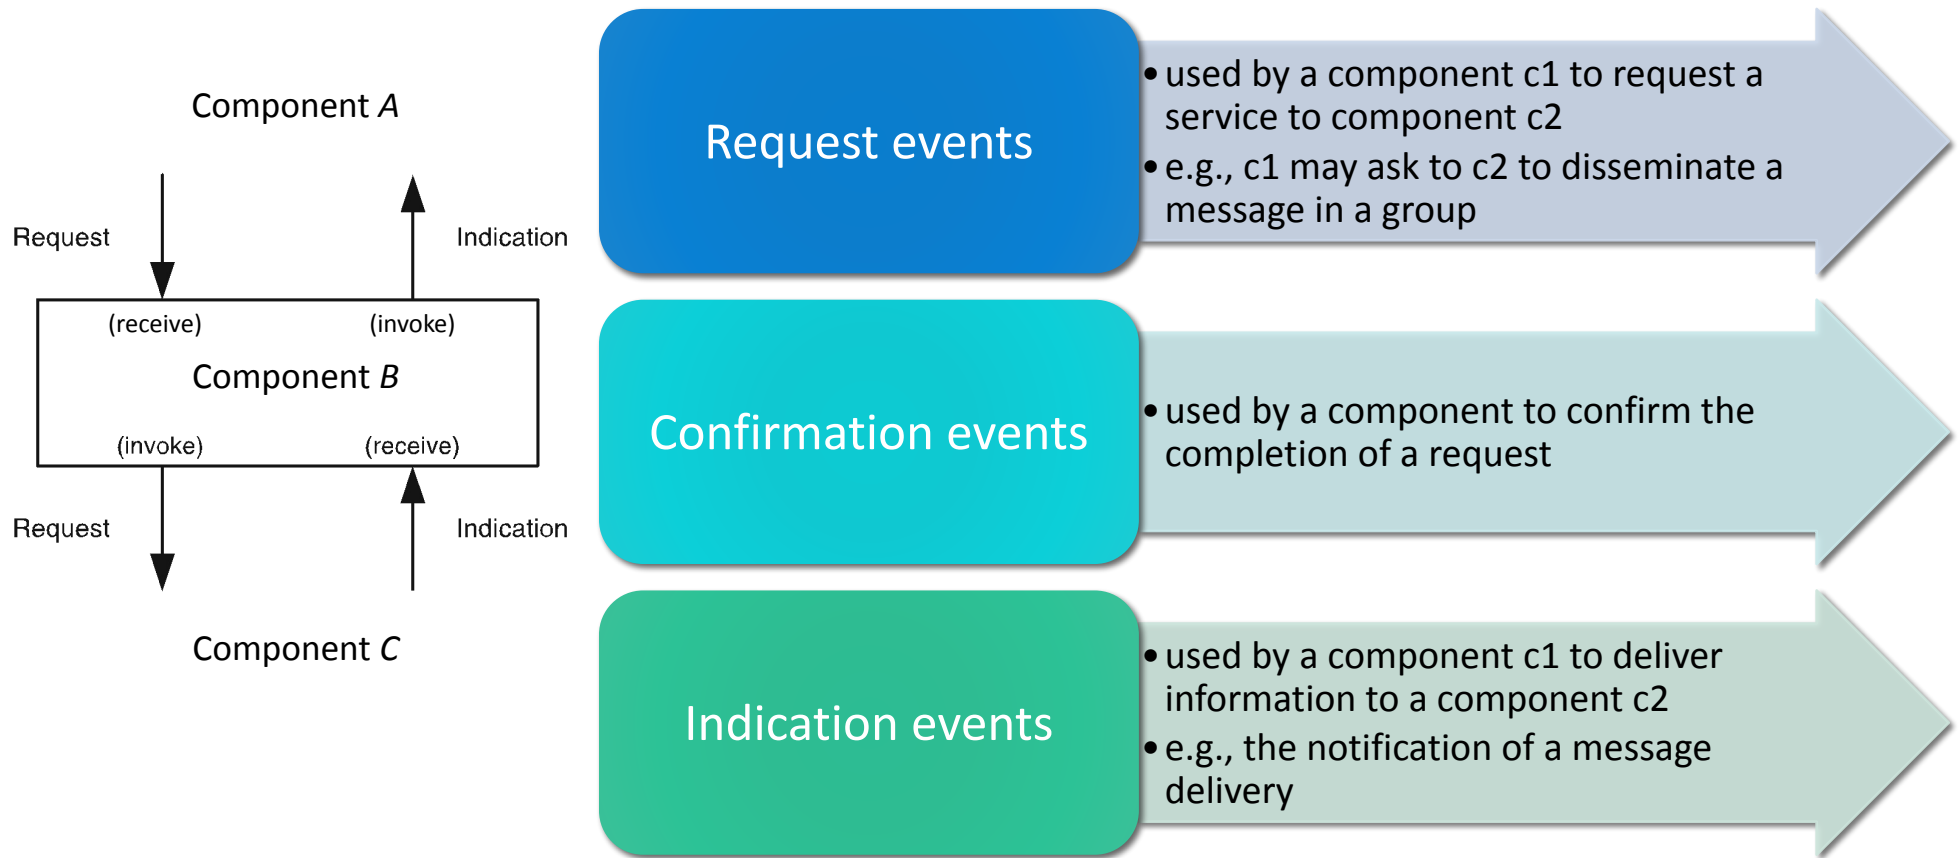 Component A
Request
Indication
(receive)
(invoke)
Component B
(invoke)
(receive)
Request
Indication
Component C
Request events
•used by a component c1 to request a
service to component c2
•e.g., c1 may ask to c2 to disseminate a
message in a group
Confirmation events
•used by a component to confirm the
completion of a request
Indication events
•used by a component c1 to deliver
information to a component c2
•e.g., the notification of a message
delivery